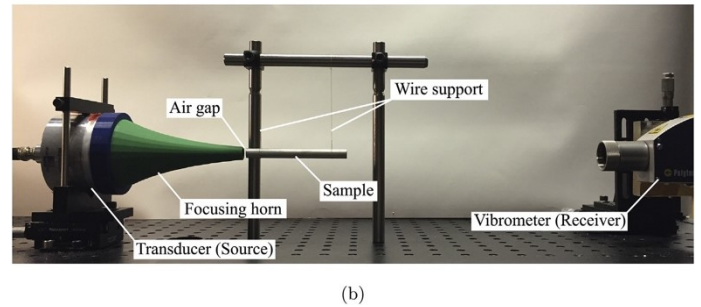 Wire support
Air gap
Sample
Focusing horn
Vibrometer (Receiver)
Transducer (Source)
(b)